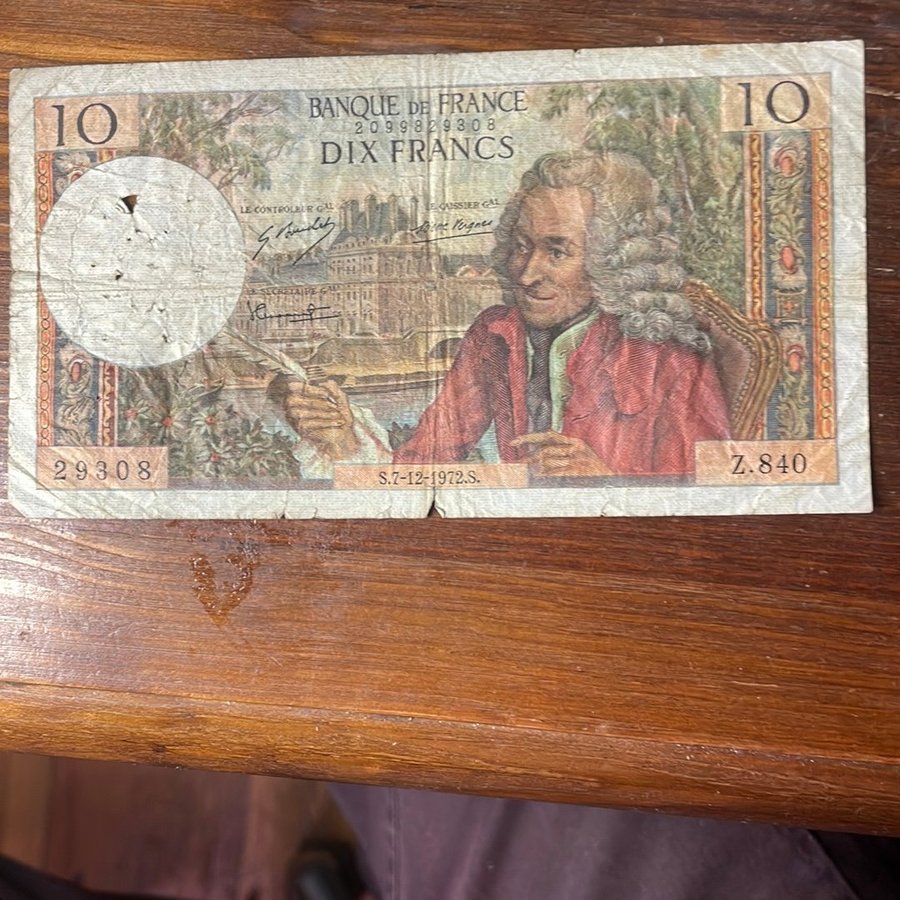 10
BANQUE DE FRANCE
10
2099829308
DIX FRANCS
LE CONTROLEUR GAL
LE CAISSIER GAL
LE SECRETAIRE GAL
29308
S.7-12-1972.S.
Z.840